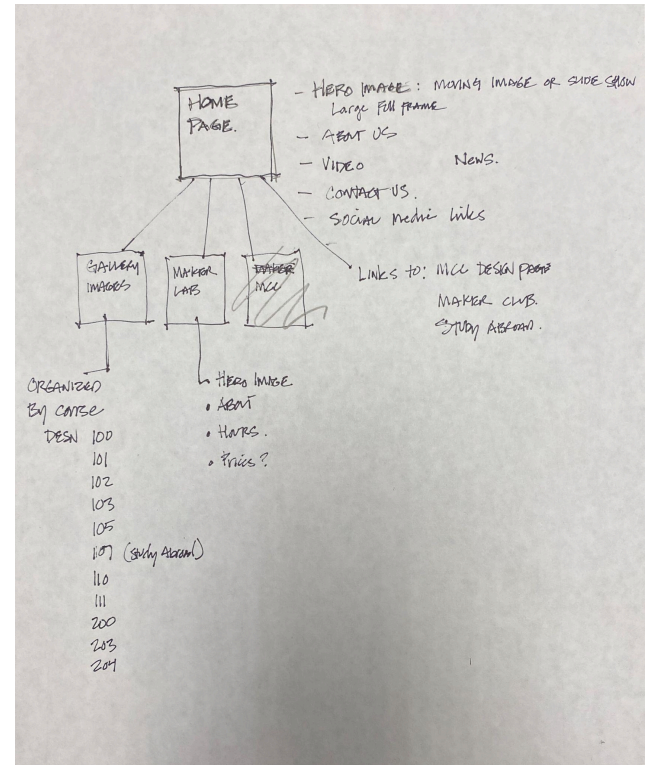 HOME
PAGE.
- HERO IMAGE: MOVING IMAGE OR SLIDE SHOW
Large Full FRAME
- ABOUT US
- VIDEO NEWS.
- CONTACT US.
- SOCIAL MEDIA LINKS
-
GALLERY
IMAGES
MAKER
LAB
MAKER
MCC
LINKS TO: MCC DESIGN PAGE
MAKER CLUB.
STUDY ABROAD.
ORGANIZED
BY COURSE
DESN 100
101
102
103
105
107 (Study Abroad)
110
111
200
203
204
HERO IMAGE
• ABOUT
• HOURS.
• Prices?